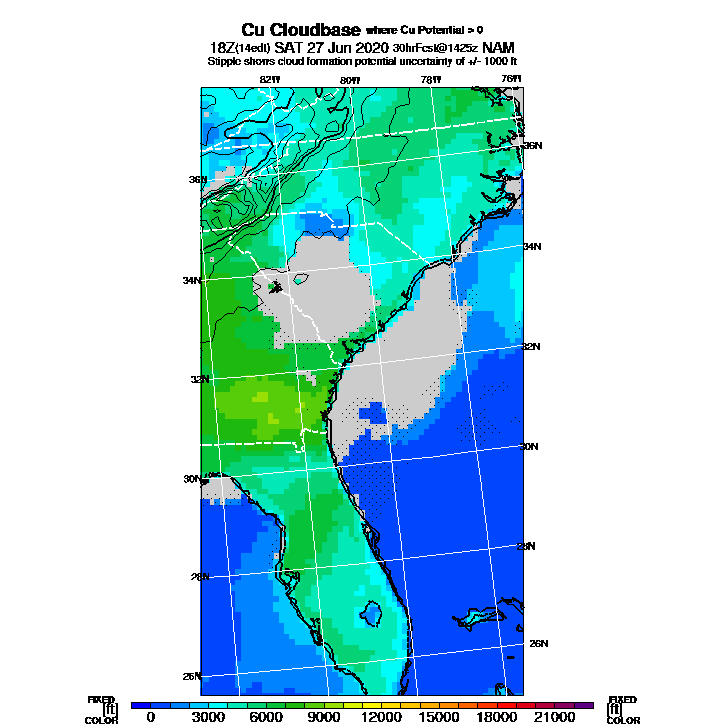 Cu Cloudbase where Cu Potential > 0
18Z(14edt) SAT 27 Jun 2020 30hrFcst@1425z NAM
Stipple shows cloud formation potential uncertainty of +/- 1000 ft
82W 80W 78W 76W
36N
36N
34N
34N
32N
32N
30N
30N
28N
28N
26N
26N
FIXED FIXED
[ft] [ft]
COLOR COLOR
0 3000 6000 9000 12000 15000 18000 21000